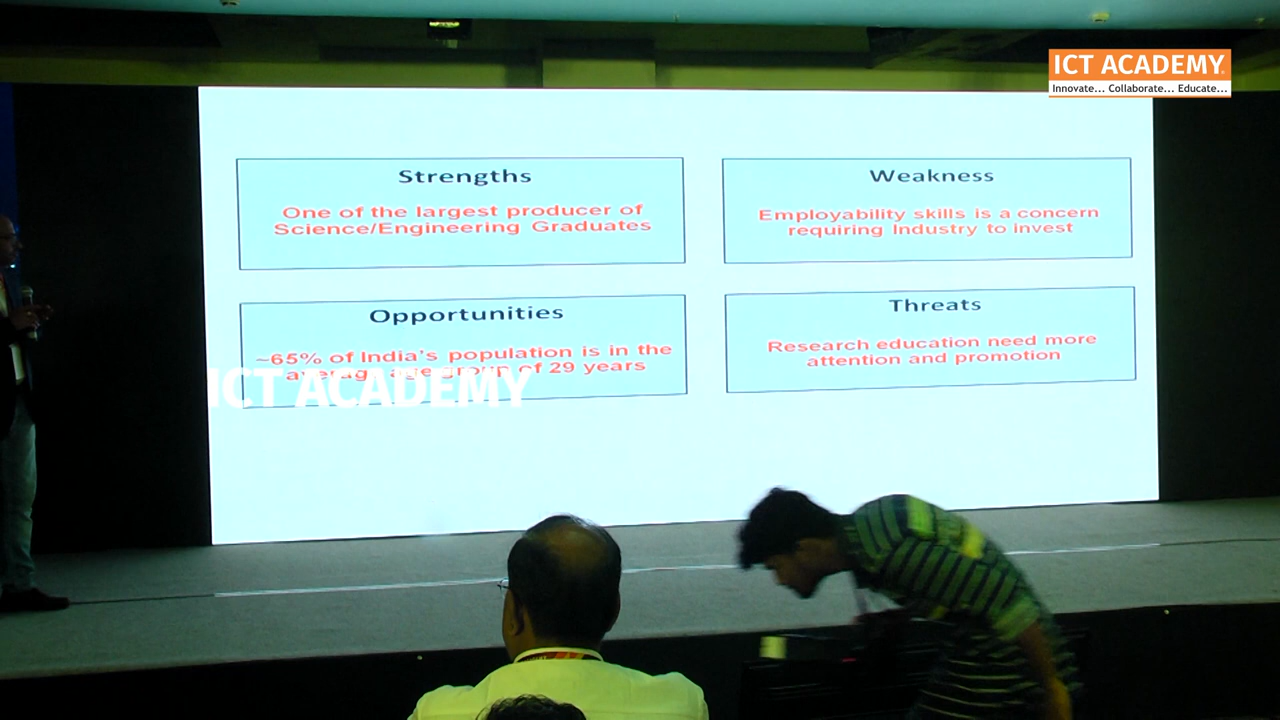 ICT ACADEMY
Innovate... Collaborate... Educate...
Strengths
One of the largest producer of
Science/Engineering Graduates
Weakness
Employability skills is a concern
requiring Industry to invest
Opportunities
~65% of India's population is in the
average age group of 29 years
Threats
Research education need more
attention and promotion
ICT ACADEMY